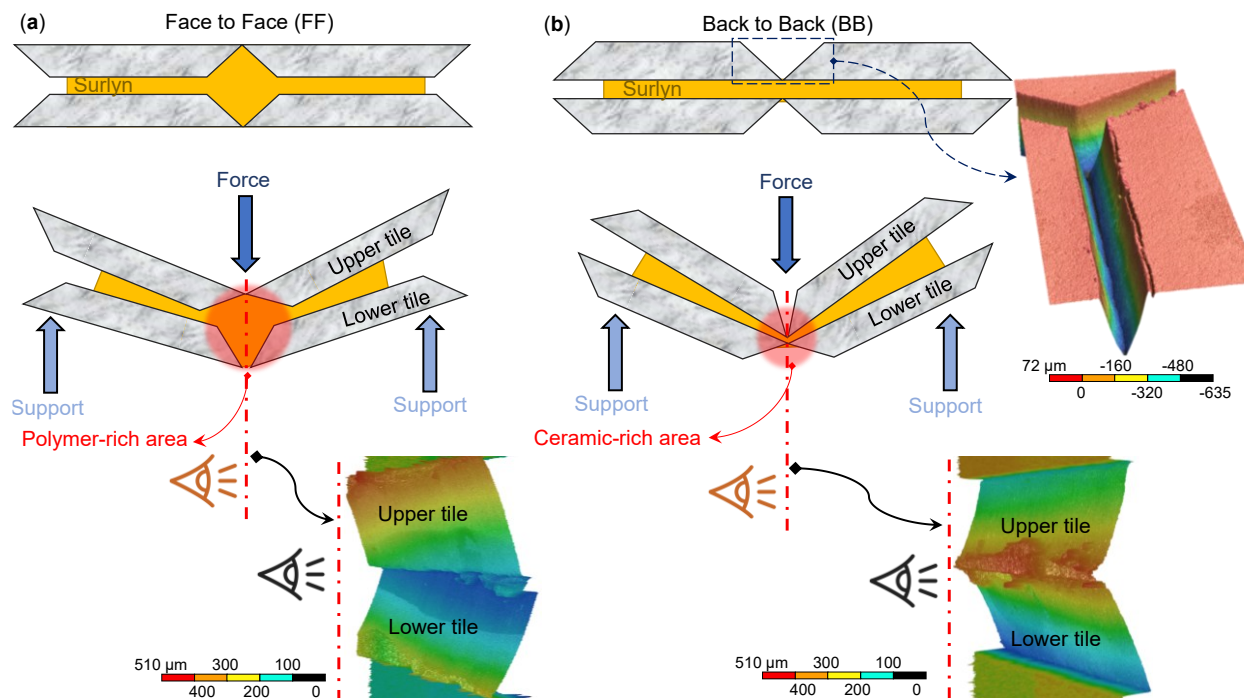 (a)
Face to Face (FF)
Surlyn
Force
Upper tile
Lower tile
Support
Support
Polymer-rich area
Upper tile
Lower tile
510 µm 300 100
400 200 0
(b)
Back to Back (BB)
Surlyn
Force
Upper tile
Lower tile
Support
Support
Ceramic-rich area
72 µm -160 -480
0 -320 -635
Upper tile
Lower tile
510 µm 300 100
400 200 0